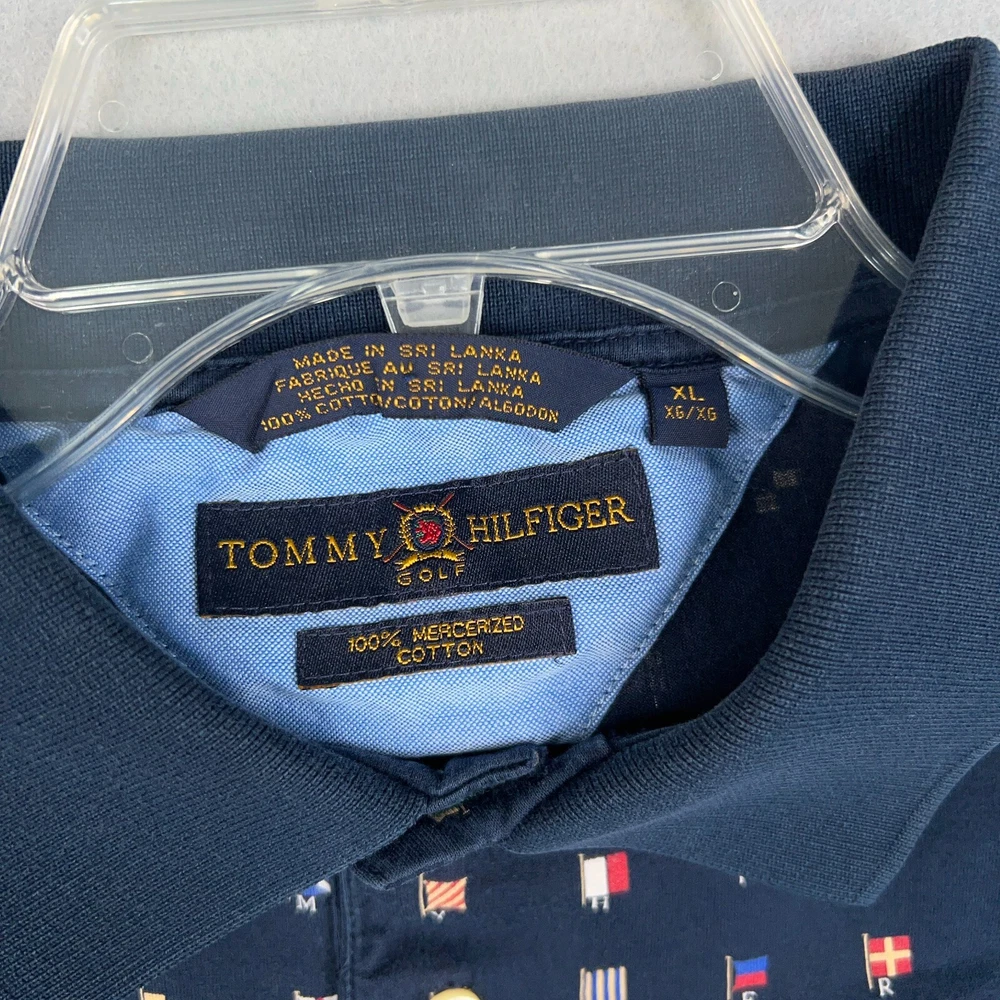 MADE IN SRI LANKA
FABRIQUE AU SRI LANKA
HECHO IN SRI LANKA
100% COTTO/COTON/ALGODON
XL
XG/XG
TOMMY HILFIGER
GOLF
100% MERCERIZED
COTTON
M Y H
E R